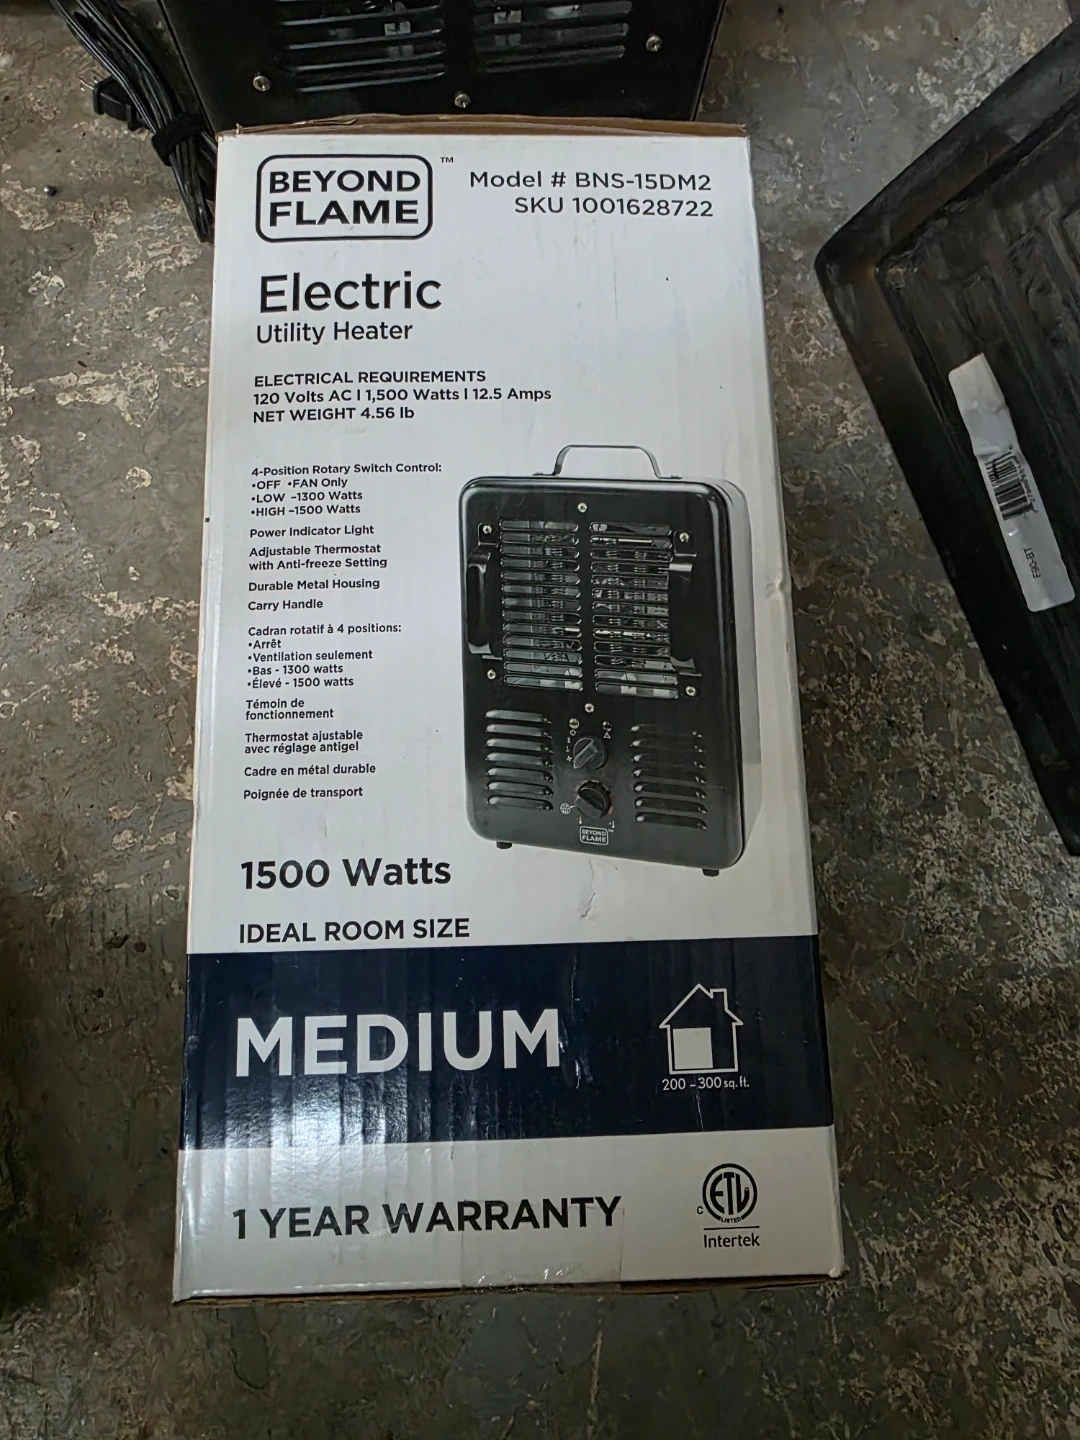 BEYOND
FLAME
™
Model # BNS-15DM2
SKU 1001628722
Electric
Utility Heater
ELECTRICAL REQUIREMENTS
120 Volts AC | 1,500 Watts | 12.5 Amps
NET WEIGHT 4.56 lb
4-Position Rotary Switch Control:
•OFF •FAN Only
•LOW -1300 Watts
•HIGH -1500 Watts
Power Indicator Light
Adjustable Thermostat
with Anti-freeze Setting
Durable Metal Housing
Carry Handle
Cadran rotatif à 4 positions:
•Arrêt
•Ventilation seulement
•Bas - 1300 watts
•Élevé - 1500 watts
Témoin de
fonctionnement
Thermostat ajustable
avec réglage antigel
Cadre en métal durable
Poignée de transport
BEYOND
FLAME
1500 Watts
IDEAL ROOM SIZE
MEDIUM
200 - 300 sq. ft.
1 YEAR WARRANTY
C
ETL
LISTED
Intertek